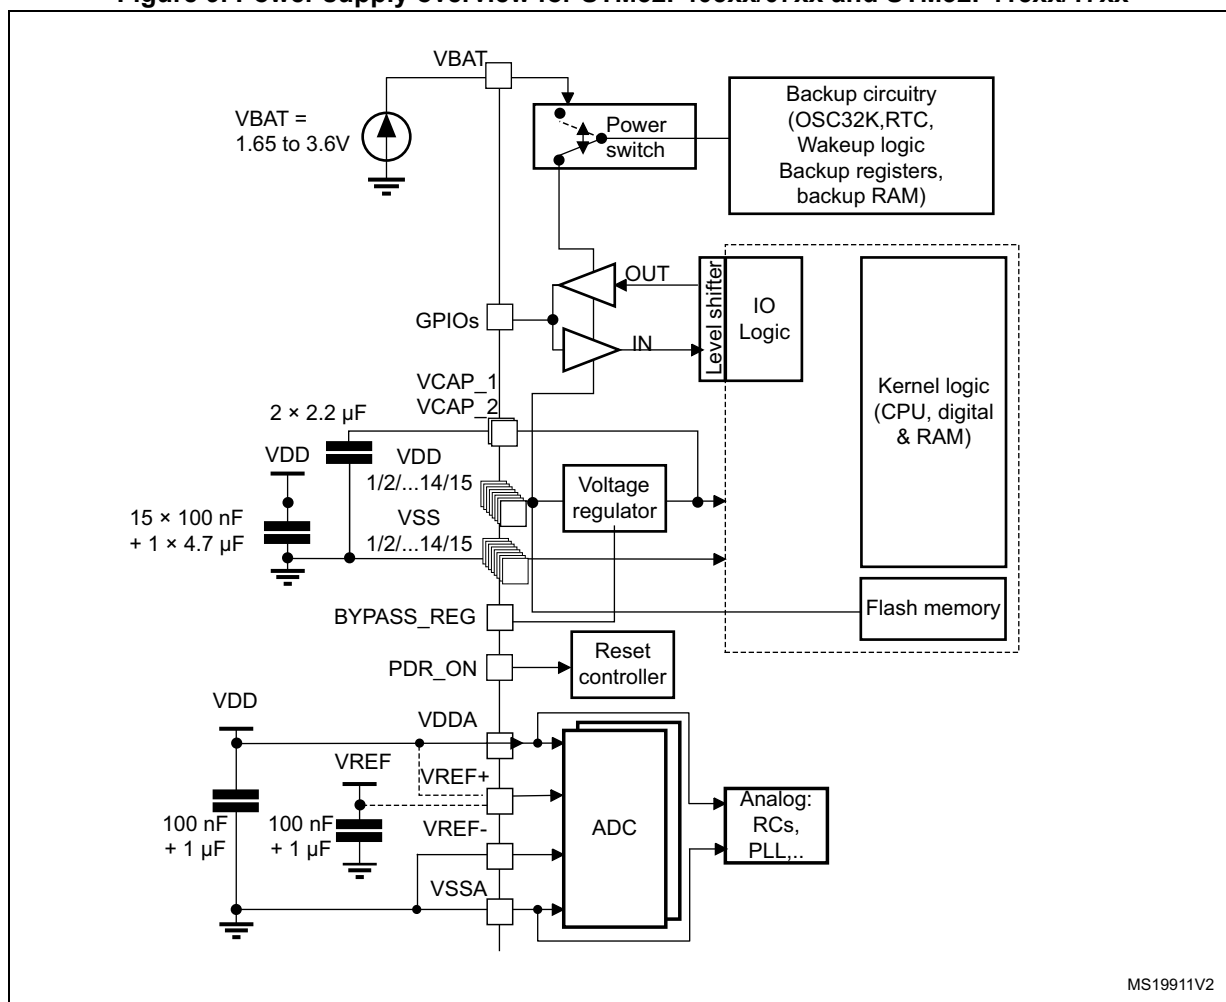 VBAT
VBAT =
1.65 to 3.6V
Power
switch
Backup circuitry
(OSC32K,RTC,
Wakeup logic
Backup registers,
backup RAM)
OUT
GPIOs
IN
Level shifter
IO
Logic
Kernel logic
(CPU, digital
& RAM)
VCAP_1
VCAP_2
2 × 2.2 µF
VDD
VDD
1/2/...14/15
Voltage
regulator
15 × 100 nF
+ 1 × 4.7 µF
VSS
1/2/...14/15
Flash memory
BYPASS_REG
PDR_ON
Reset
controller
VDD
VDDA
VREF
VREF+
100 nF
+ 1 µF
100 nF
+ 1 µF
VREF-
ADC
Analog:
RCs,
PLL,..
VSSA
MS19911V2